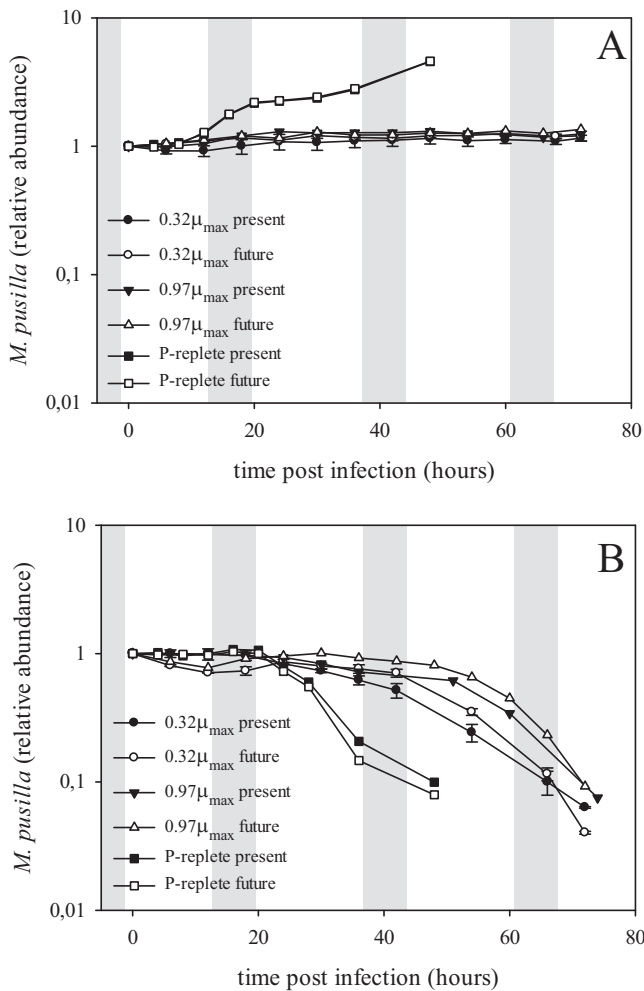 A
M. pusilla (relative abundance)
10
1
0,1
0,01
0.32μmax present
0.32μmax future
0.97μmax present
0.97μmax future
P-replete present
P-replete future
0 20 40 60 80
time post infection (hours)
B
M. pusilla (relative abundance)
10
1
0,1
0,01
0.32μmax present
0.32μmax future
0.97μmax present
0.97μmax future
P-replete present
P-replete future
0 20 40 60 80
time post infection (hours)